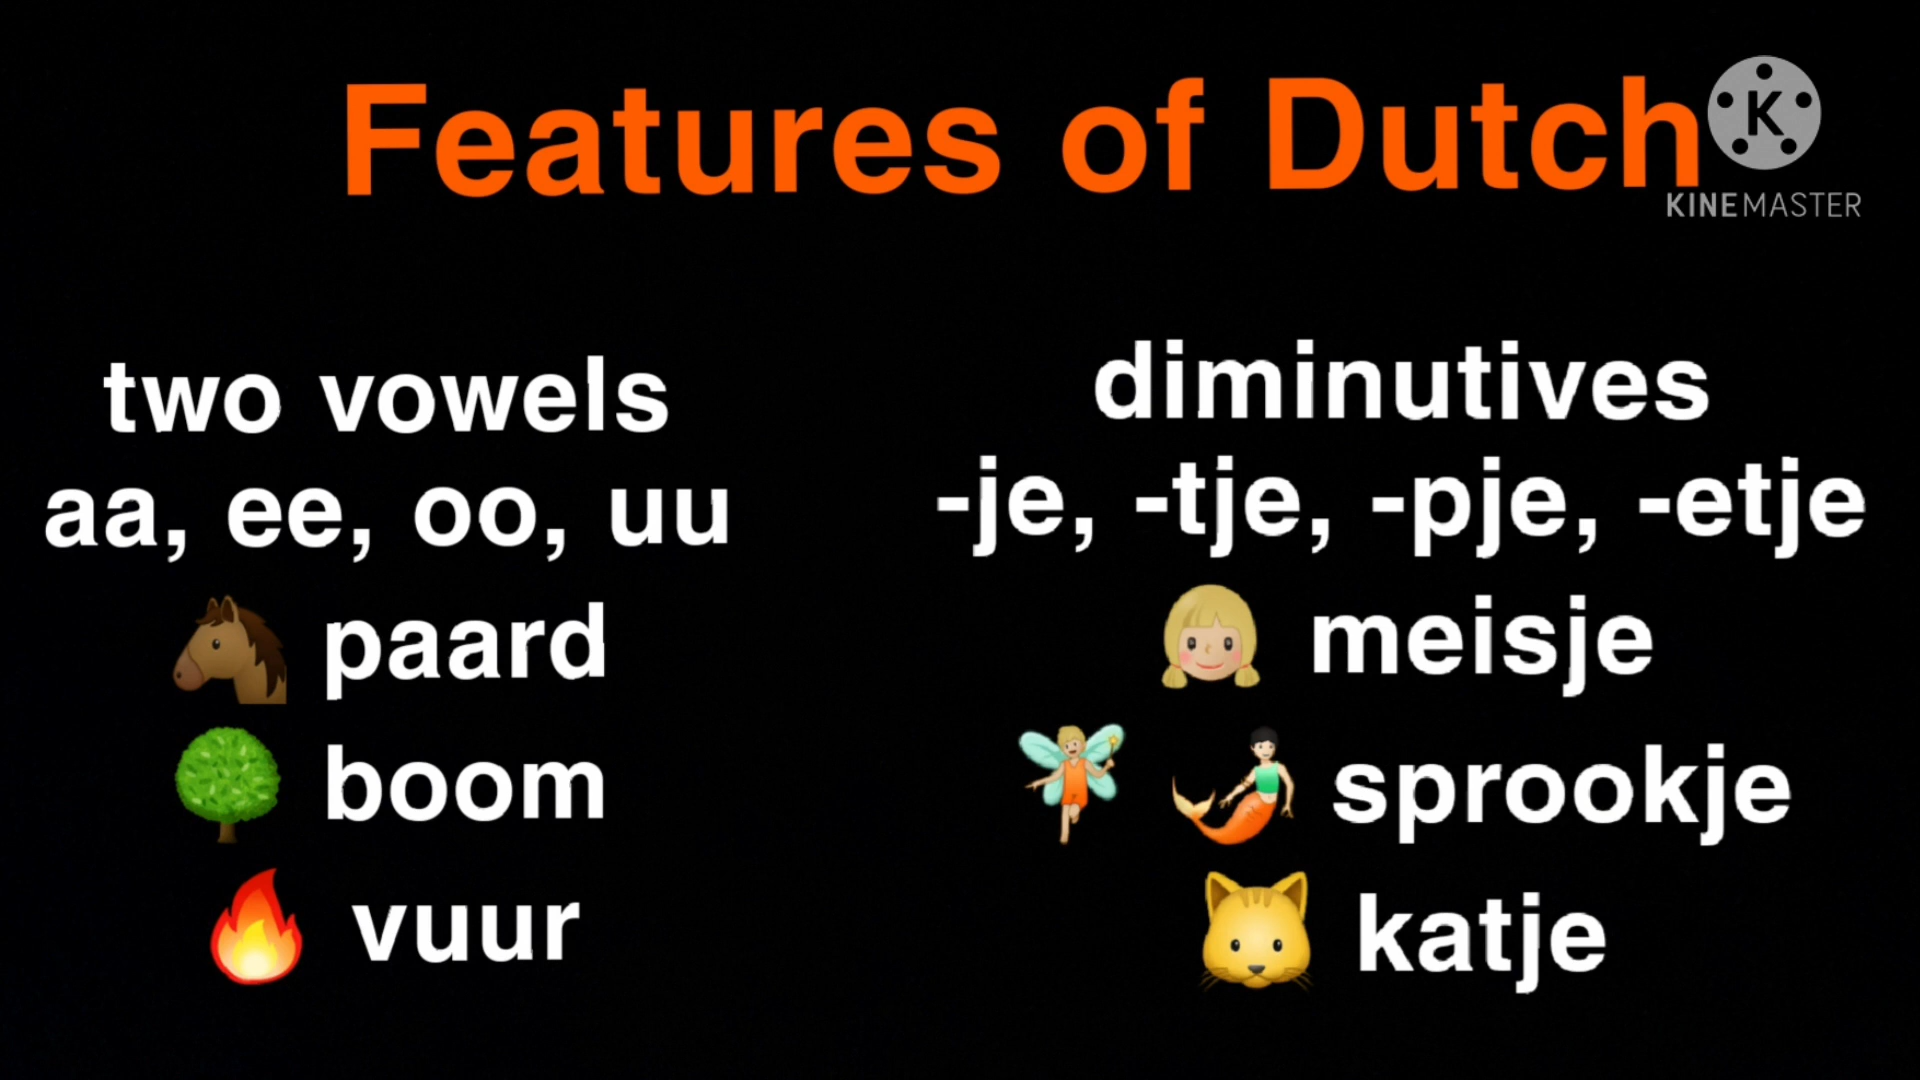 Features of Dutch
K
KINEMASTER
two vowels
aa, ee, oo, uu
paard
boom
vuur
diminutives
-je, -tje, -pje, -etje
meisje
sprookje
katje